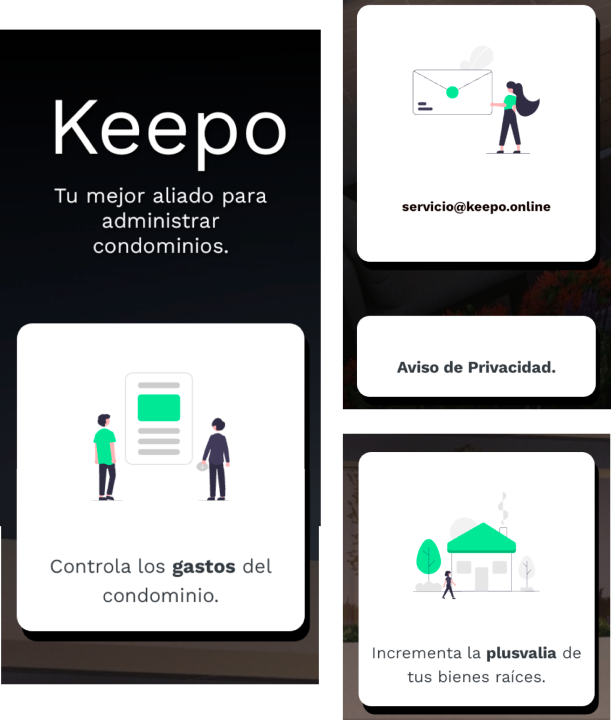 Keepo
Tu mejor aliado para
administrar
condominios.
Controla los gastos del
condominio.
servicio@keepo.online
Aviso de Privacidad.
Incrementa la plusvalia de
tus bienes raíces.